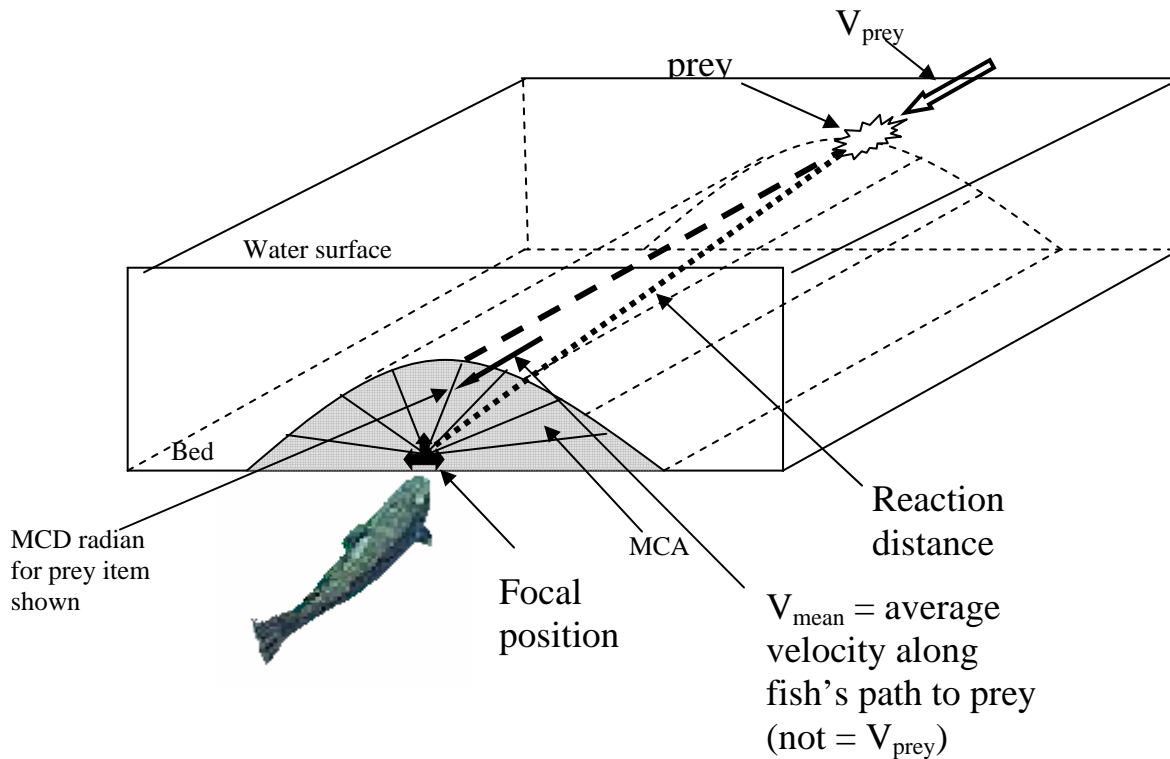 V_prey
prey
Water surface
Bed
MCD radian
for prey item
shown
MCA
Focal
position
Reaction
distance
V_mean = average
velocity along
fish’s path to prey
(not = V_prey)